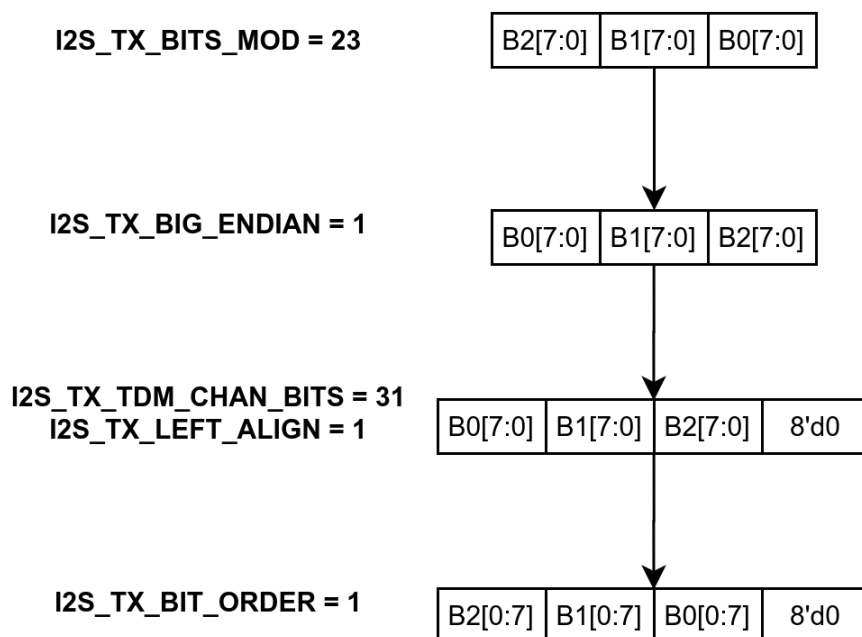 I2S_TX_BITS_MOD = 23
B2[7:0] B1[7:0] B0[7:0]
I2S_TX_BIG_ENDIAN = 1
B0[7:0] B1[7:0] B2[7:0]
I2S_TX_TDM_CHAN_BITS = 31
I2S_TX_LEFT_ALIGN = 1
B0[7:0] B1[7:0] B2[7:0] 8'd0
I2S_TX_BIT_ORDER = 1
B2[0:7] B1[0:7] B0[0:7] 8'd0